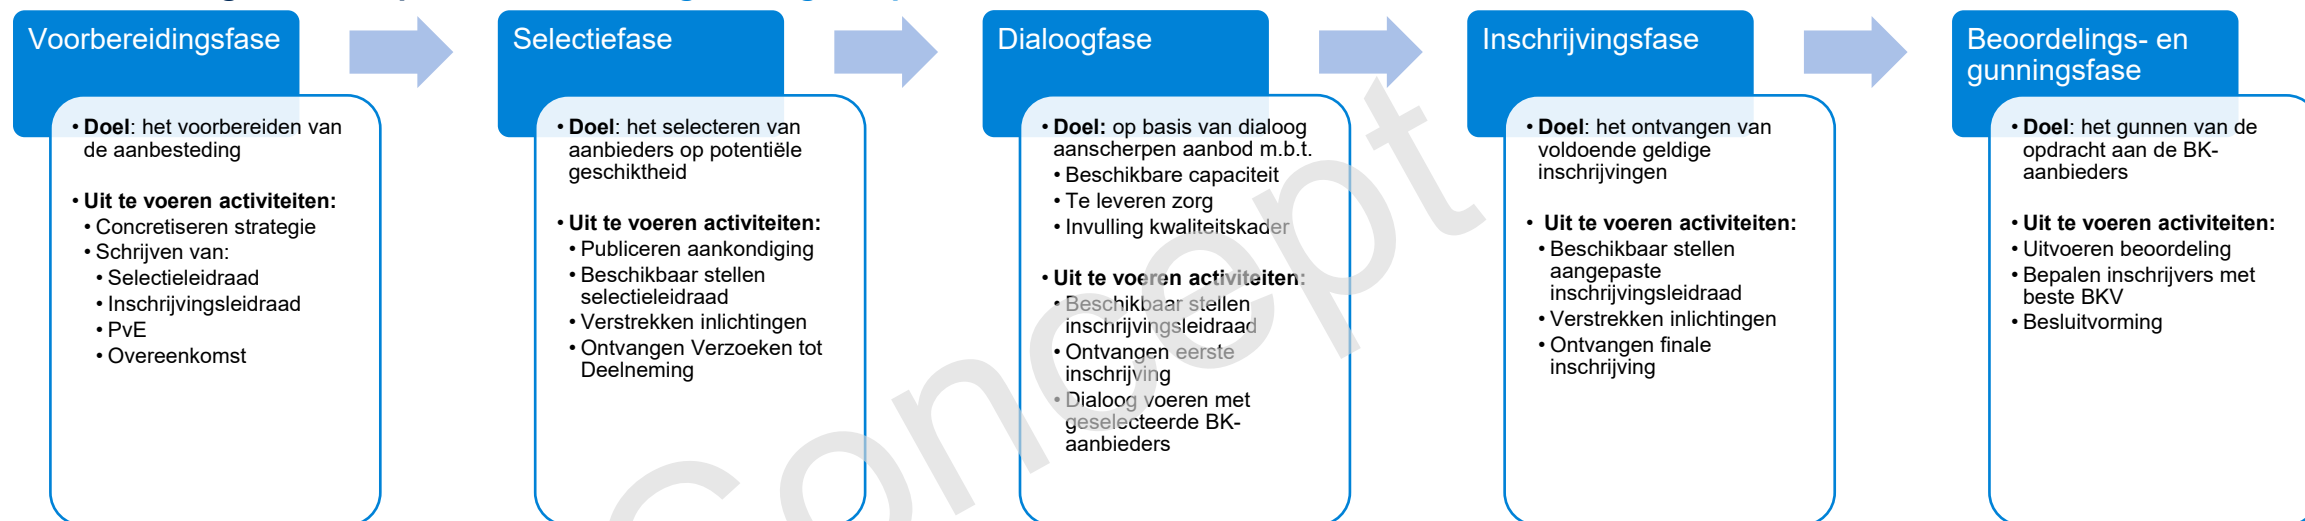 Voorbereidingsfase
• Doel: het voorbereiden van
de aanbesteding
• Uit te voeren activiteiten:
• Concretiseren strategie
• Schrijven van:
• Selectieleidraad
• Inschrijvingsleidraad
• PvE
• Overeenkomst
Selectiefase
• Doel: het selecteren van
aanbieders op potentiële
geschiktheid
• Uit te voeren activiteiten:
• Publiceren aankondiging
• Beschikbaar stellen
selectieleidraad
• Verstrekken inlichtingen
• Ontvangen Verzoeken tot
Deelneming
Dialoogfase
• Doel: op basis van dialoog
aanscherpen aanbod m.b.t.
• Beschikbare capaciteit
• Te leveren zorg
• Invulling kwaliteitskader
• Uit te voeren activiteiten:
• Beschikbaar stellen
inschrijvingsleidraad
• Ontvangen eerste
inschrijving
• Dialoog voeren met
geselecteerde BK-
aanbieders
Inschrijvingsfase
• Doel: het ontvangen van
voldoende geldige
inschrijvingen
• Uit te voeren activiteiten:
• Beschikbaar stellen
aangepaste
inschrijvingsleidraad
• Verstrekken inlichtingen
• Ontvangen finale
inschrijving
Beoordelings- en
gunningsfase
• Doel: het gunnen van de
opdracht aan de BK-
aanbieders
• Uit te voeren activiteiten:
• Uitvoeren beoordeling
• Bepalen inschrijvers met
beste BKV
• Besluitvorming
Concept